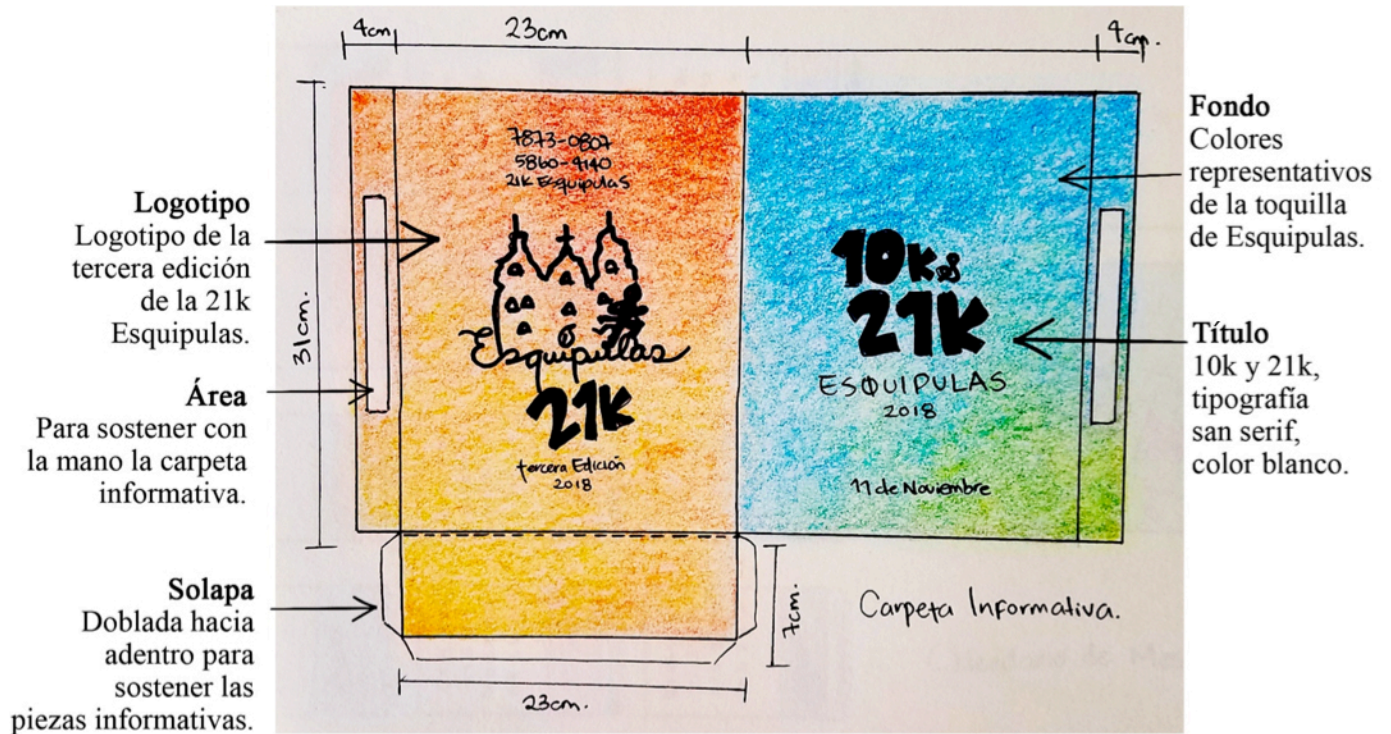 4cm
23cm
4cm.
31cm.
7873-0807
5860-9140
21K Esquipulas
Esquipulas
21K
tercera Edición
2018
10K &
21K
ESQUIPULAS
2018
11 de Noviembre
7cm.
23cm.
Carpeta Informativa.
Logotipo
Logotipo de la
tercera edición
de la 21k
Esquipulas.
Área
Para sostener con
la mano la carpeta
informativa.
Solapa
Doblada hacia
adentro para
sostener las
piezas informativas.
Fondo
Colores
representativos
de la toquilla
de Esquipulas.
Título
10k y 21k,
tipografía
san serif,
color blanco.